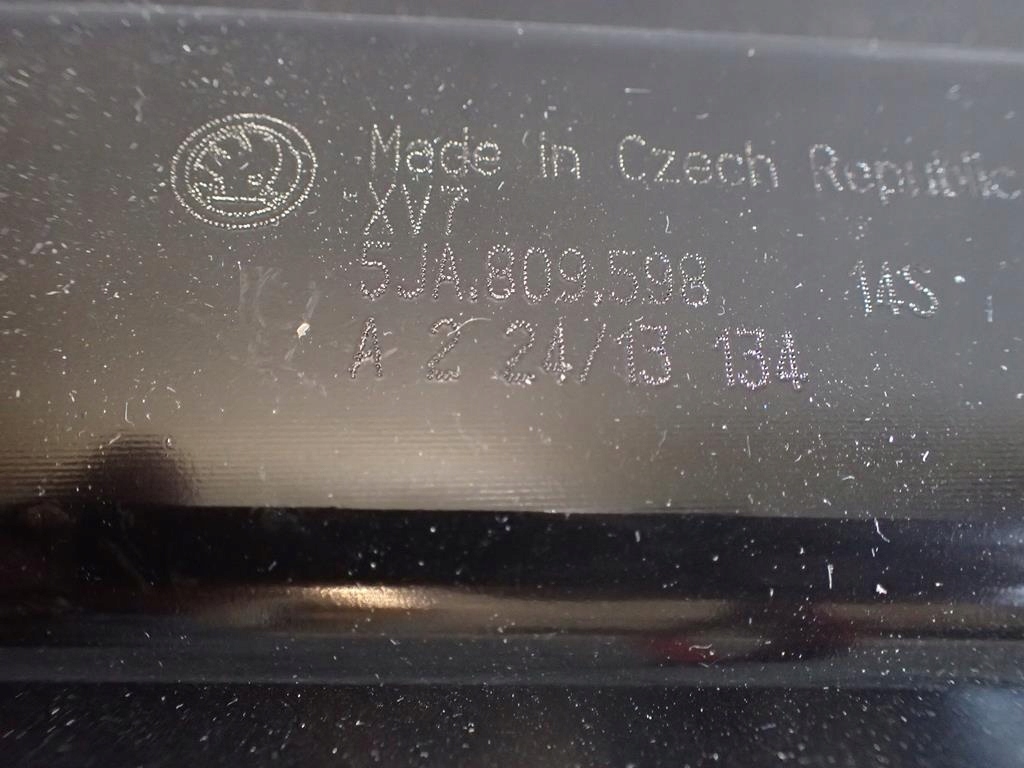 Made in Czech Republic
XV7
5JA.809.598 14S
A 2 24/13 134